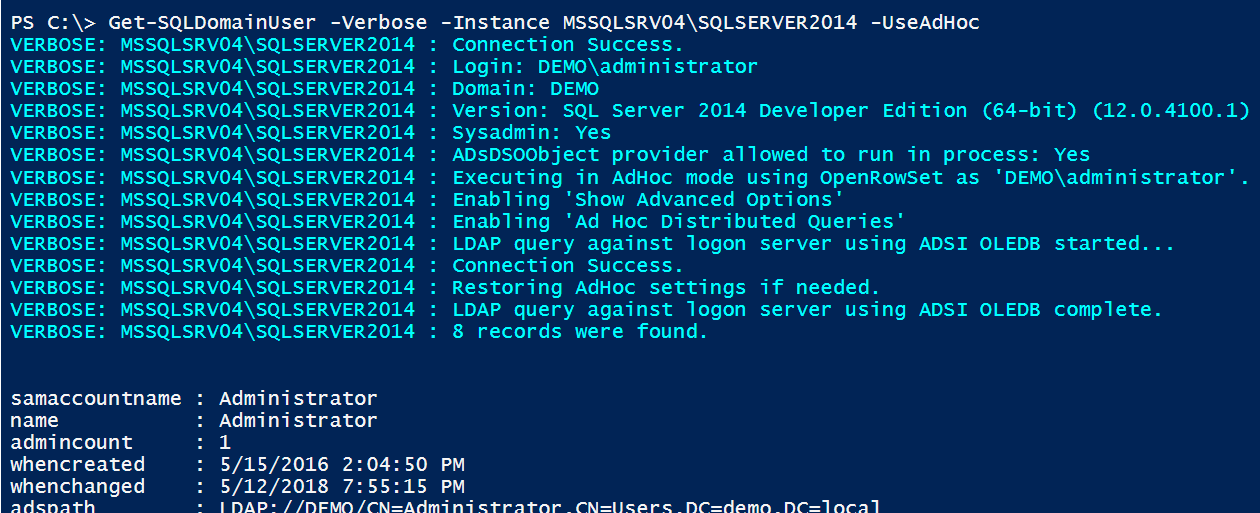 PS C:\> Get-SQLDomainUser -Verbose -Instance MSSQLSRV04\SQLSERVER2014 -UseAdHoc
VERBOSE: MSSQLSRV04\SQLSERVER2014 : Connection Success.
VERBOSE: MSSQLSRV04\SQLSERVER2014 : Login: DEMO\administrator
VERBOSE: MSSQLSRV04\SQLSERVER2014 : Domain: DEMO
VERBOSE: MSSQLSRV04\SQLSERVER2014 : Version: SQL Server 2014 Developer Edition (64-bit) (12.0.4100.1)
VERBOSE: MSSQLSRV04\SQLSERVER2014 : Sysadmin: Yes
VERBOSE: MSSQLSRV04\SQLSERVER2014 : ADsDSOObject provider allowed to run in process: Yes
VERBOSE: MSSQLSRV04\SQLSERVER2014 : Executing in AdHoc mode using OpenRowSet as 'DEMO\administrator'.
VERBOSE: MSSQLSRV04\SQLSERVER2014 : Enabling 'Show Advanced Options'
VERBOSE: MSSQLSRV04\SQLSERVER2014 : Enabling 'Ad Hoc Distributed Queries'
VERBOSE: MSSQLSRV04\SQLSERVER2014 : LDAP query against logon server using ADSI OLEDB started...
VERBOSE: MSSQLSRV04\SQLSERVER2014 : Connection Success.
VERBOSE: MSSQLSRV04\SQLSERVER2014 : Restoring AdHoc settings if needed.
VERBOSE: MSSQLSRV04\SQLSERVER2014 : LDAP query against logon server using ADSI OLEDB complete.
VERBOSE: MSSQLSRV04\SQLSERVER2014 : 8 records were found.
samaccountname : Administrator
name : Administrator
admincount : 1
whencreated : 5/15/2016 2:04:50 PM
whenchanged : 5/12/2018 7:55:15 PM
adspath : LDAP://DEMO/CN=Administrator,CN=Users,DC=demo,DC=local